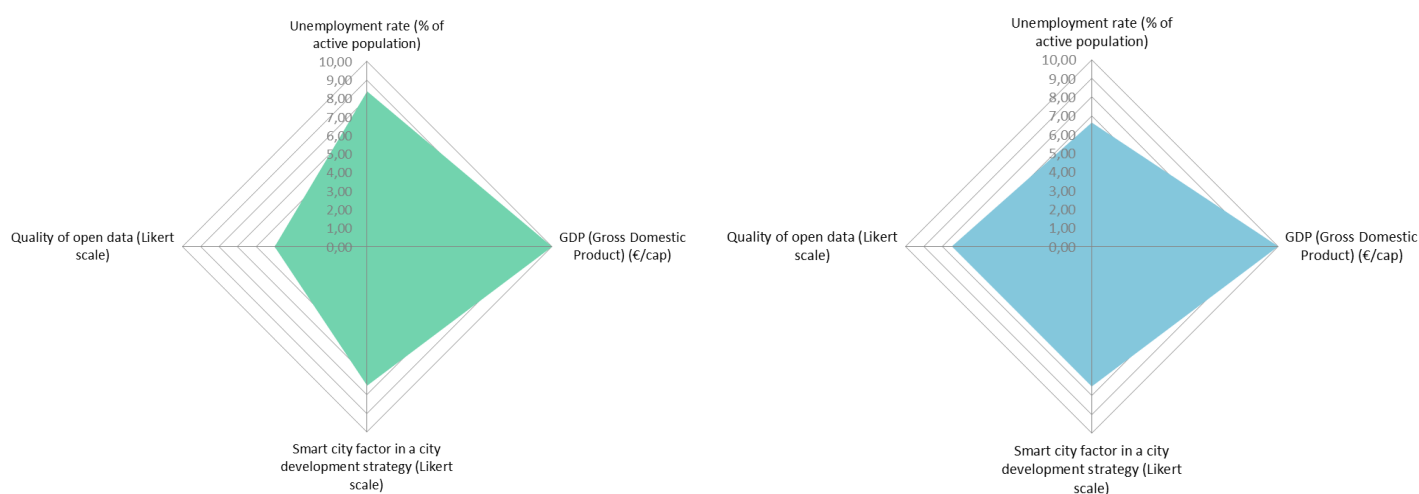 Unemployment rate (% of
active population)
10,00
9,00
8,00
7,00
6,00
5,00
4,00
3,00
2,00
1,00
0,00
Quality of open data (Likert
scale)
GDP (Gross Domestic
Product) (€/cap)
Smart city factor in a city
development strategy (Likert
scale)
Unemployment rate (% of
active population)
10,00
9,00
8,00
7,00
6,00
5,00
4,00
3,00
2,00
1,00
0,00
Quality of open data (Likert
scale)
GDP (Gross Domestic
Product) (€/cap)
Smart city factor in a city
development strategy (Likert
scale)